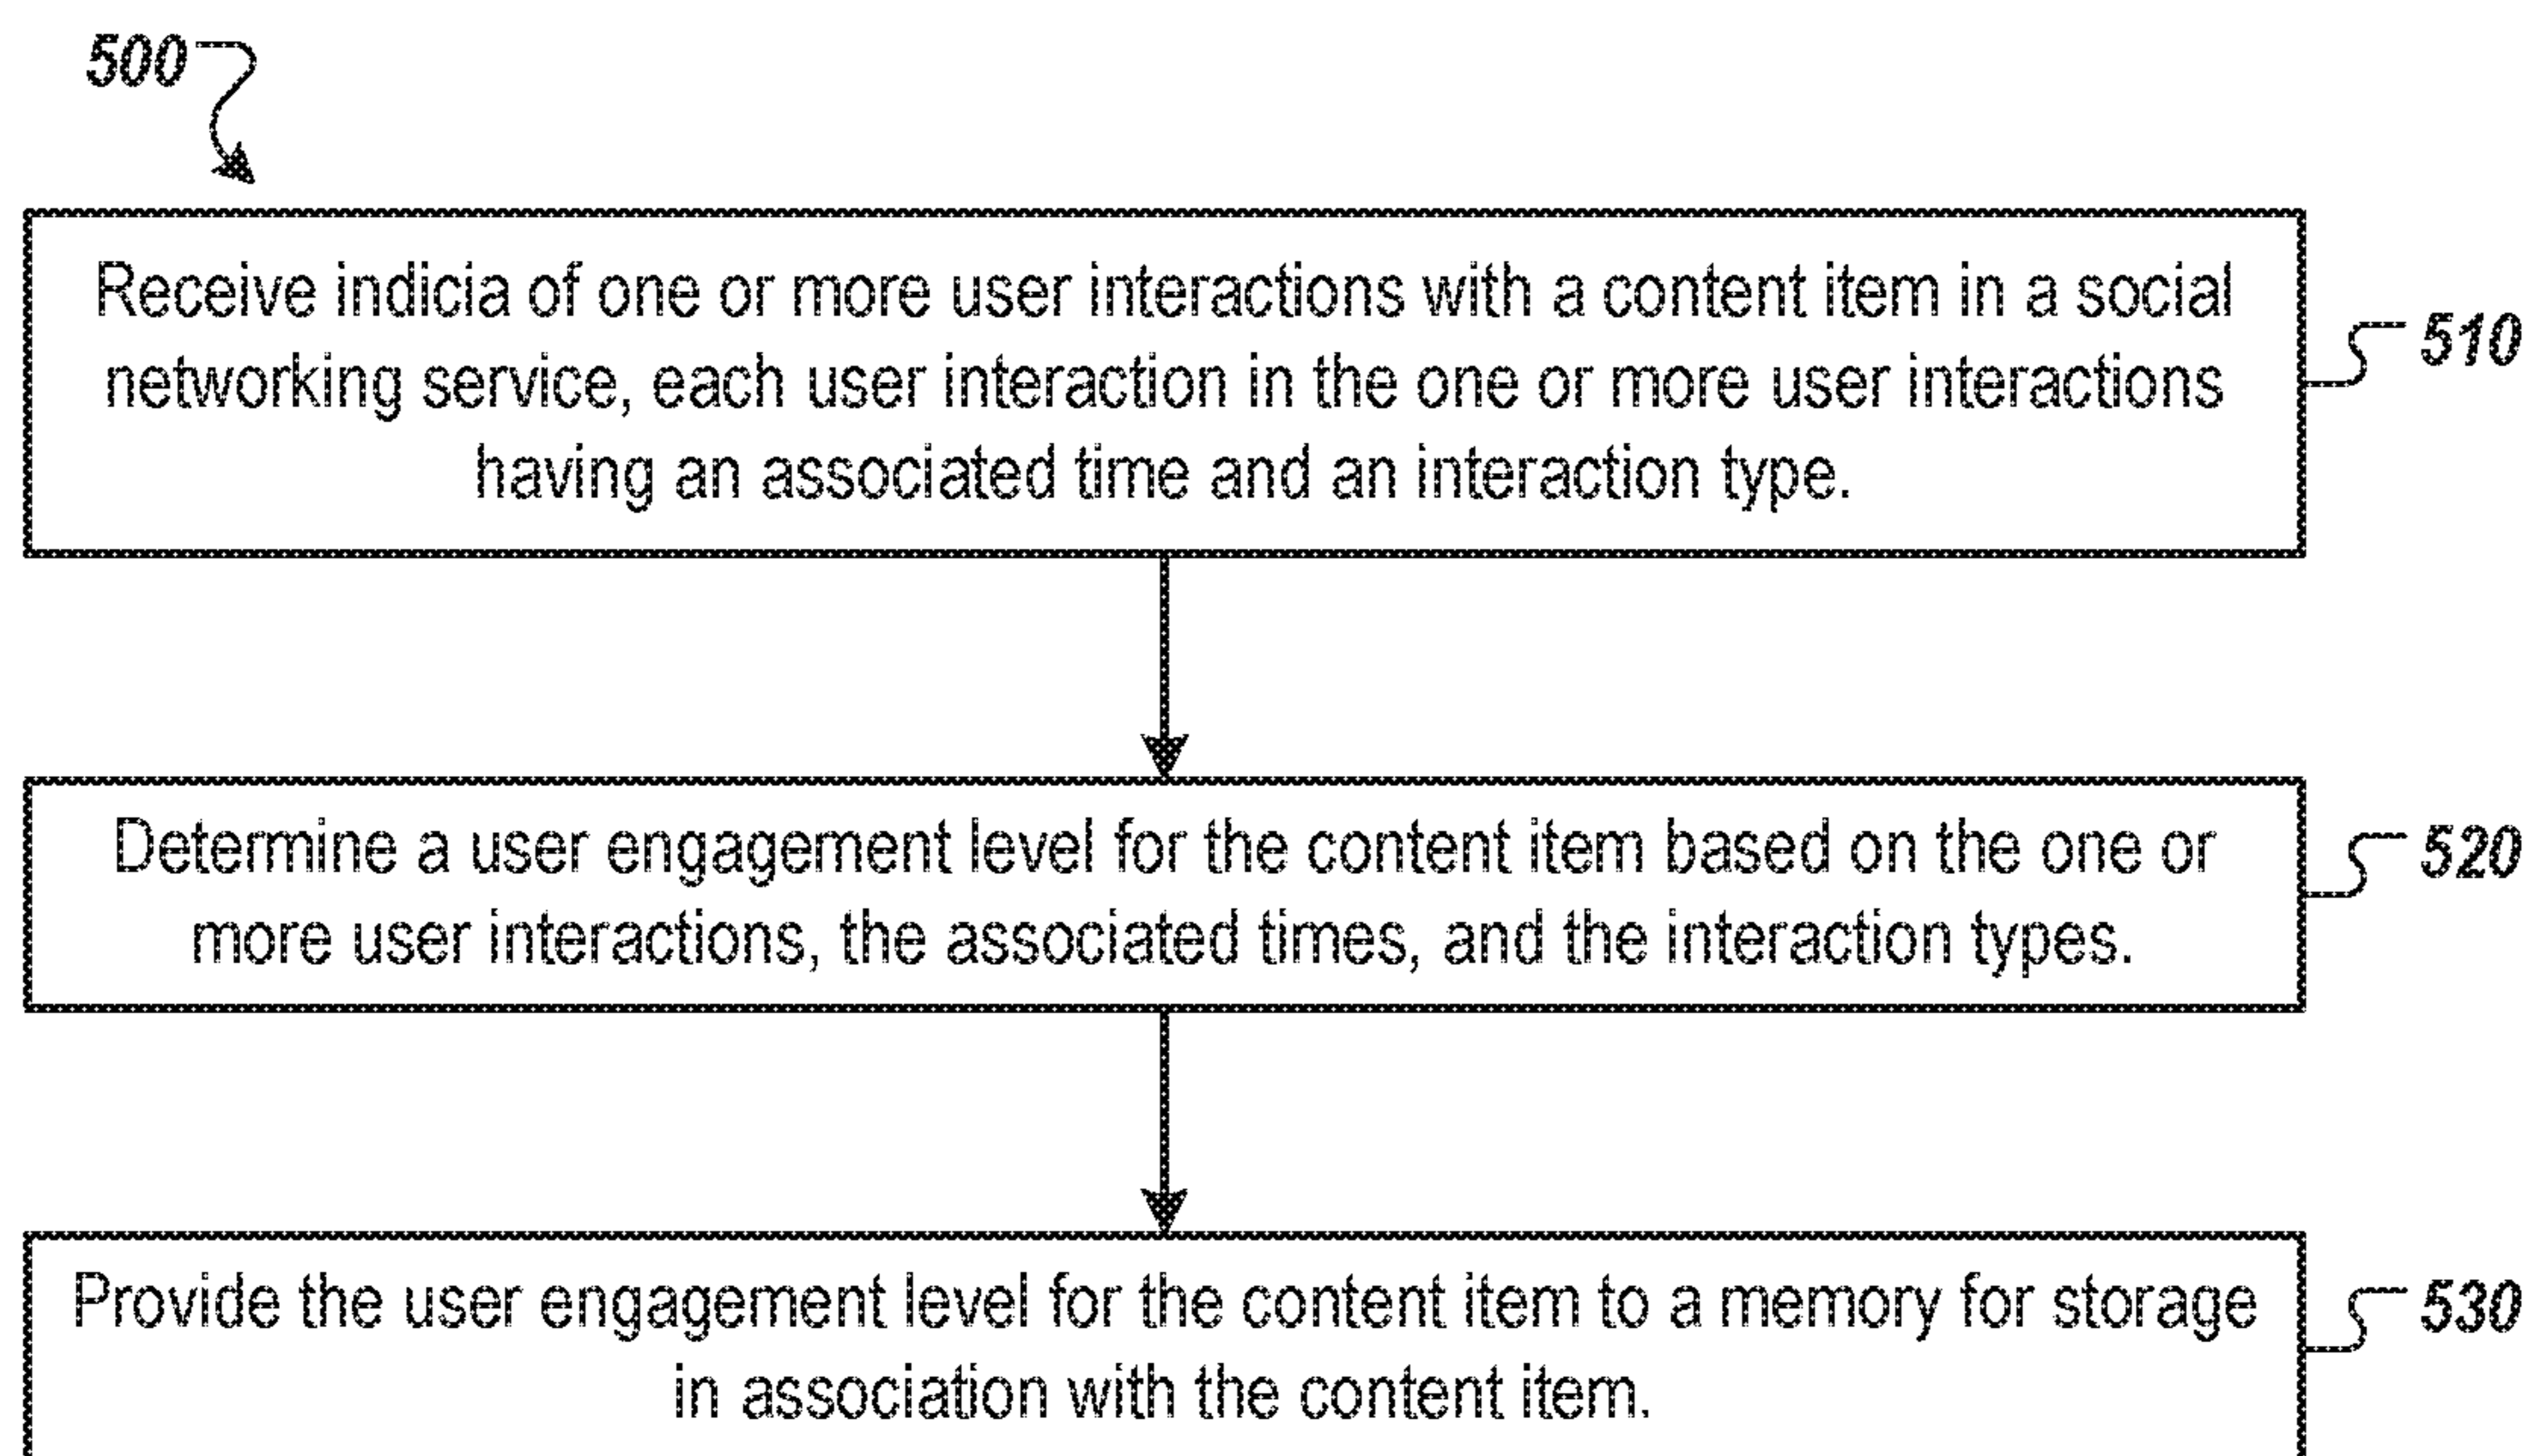 500
Receive indicia of one or more user interactions with a content item in a social
networking service, each user interaction in the one or more user interactions
having an associated time and an interaction type.
510
Determine a user engagement level for the content item based on the one or
more user interactions, the associated times, and the interaction types.
520
Provide the user engagement level for the content item to a memory for storage
in association with the content item.
530